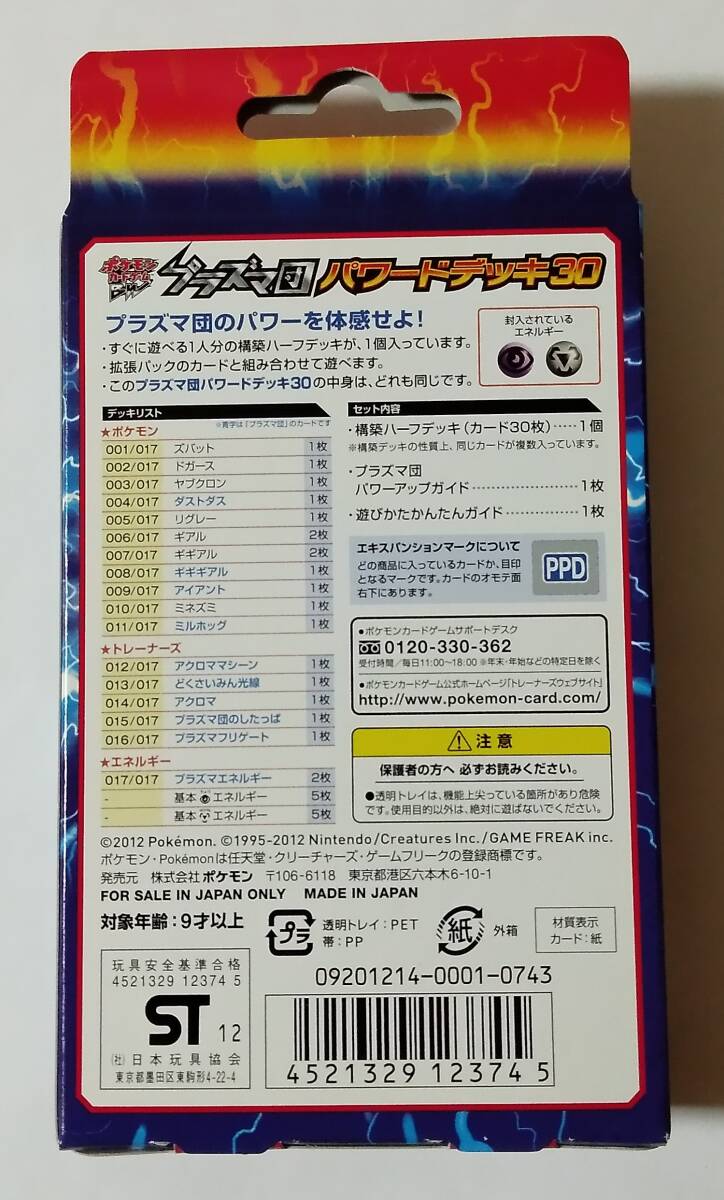 ポケモン
カードゲーム
BW
プラズマ団 パワードデッキ30
プラズマ団のパワーを体感せよ！
・すぐに遊べる1人分の構築ハーフデッキが、1個入っています。
・拡張パックのカードと組み合わせて遊べます。
・このプラズマ団パワードデッキ30の中身は、どれも同じです。
封入されている
エネルギー
デッキリスト
※青字は「プラズマ団」のカードです
★ポケモン
001/017 ズバット 1枚
002/017 ドガース 1枚
003/017 ヤブクロン 1枚
004/017 ダストダス 1枚
005/017 リグレー 1枚
006/017 ギアル 2枚
007/017 ギギアル 2枚
008/017 ギギギアル 1枚
009/017 アイアント 1枚
010/017 ミネズミ 1枚
011/017 ミルホッグ 1枚
★トレーナーズ
012/017 アクロママシーン 1枚
013/017 どくさいみん光線 1枚
014/017 アクロマ 1枚
015/017 プラズマ団のしたっぱ 1枚
016/017 プラズマフリゲート 1枚
★エネルギー
017/017 プラズマエネルギー 2枚
- 基本エネルギー 5枚
- 基本エネルギー 5枚
セット内容
・構築ハーフデッキ（カード30枚）‥‥ 1個
※構築デッキの性質上、同じカードが複数入っています。
・プラズマ団
パワーアップガイド‥‥‥‥‥‥‥‥1枚
・遊びかたかんたんガイド‥‥‥‥‥1枚
エキスパンションマークについて
どの商品に入っているカードか、目印
となるマークです。カードのオモテ面
右下にあります。
PPD
●ポケモンカードゲームサポートデスク
0120-330-362
受付時間／毎日11:00〜18:00 ※年末・年始などの特定日を除く
●ポケモンカードゲーム公式ホームページ「トレーナーズウェブサイト」
http://www.pokemon-card.com/
注意
保護者の方へ 必ずお読みください。
●透明トレイは、機能上尖っている箇所があり危険
です。使用目的以外は、絶対に遊ばないでください。
©2012 Pokémon. ©1995-2012 Nintendo/Creatures Inc./GAME FREAK inc.
ポケモン・Pokémonは任天堂・クリーチャーズ・ゲームフリークの登録商標です。
発売元 株式会社ポケモン 〒106-6118 東京都港区六本木6-10-1
FOR SALE IN JAPAN ONLY MADE IN JAPAN
対象年齢：9才以上
プラ
透明トレイ：PET
帯：PP
紙
外箱
材質表示
カード：紙
玩具安全基準合格
4521329 12374 5
ST 12
(社)日本玩具協会
東京都墨田区東駒形4-22-4
09201214-0001-0743
4521329 123745